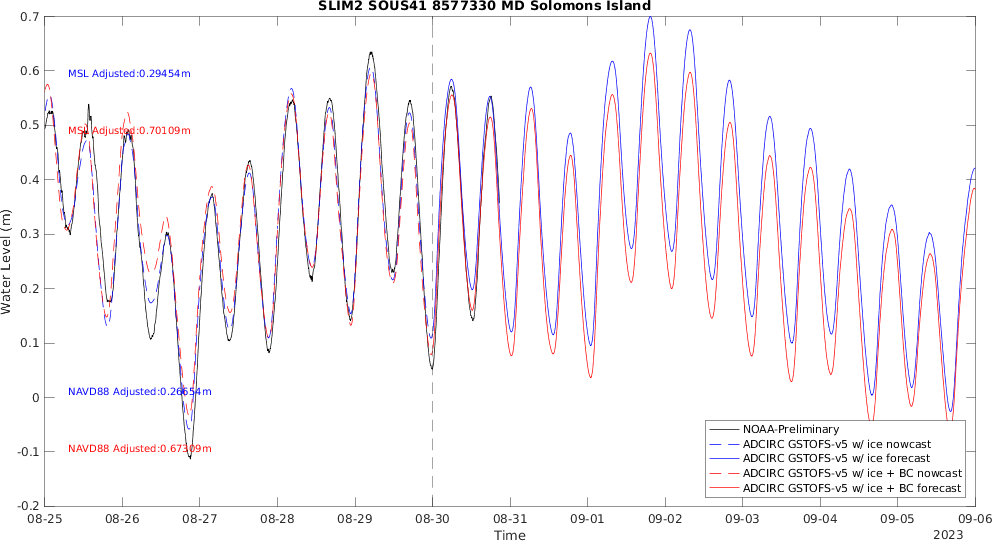 SLIM2 SOUS41 8577330 MD Solomons Island
0.7
0.6
0.5
0.4
0.3
0.2
0.1
0
-0.1
-0.2
Water Level (m)
MSL Adjusted:0.29454m
MSL Adjusted:0.70109m
NAVD88 Adjusted:0.26654m
NAVD88 Adjusted:0.67309m
NOAA-Preliminary
ADCIRC GSTOFS-v5 w/ ice nowcast
ADCIRC GSTOFS-v5 w/ ice forecast
ADCIRC GSTOFS-v5 w/ ice + BC nowcast
ADCIRC GSTOFS-v5 w/ ice + BC forecast
08-25 08-26 08-27 08-28 08-29 08-30 08-31 09-01 09-02 09-03 09-04 09-05 09-06
Time
2023